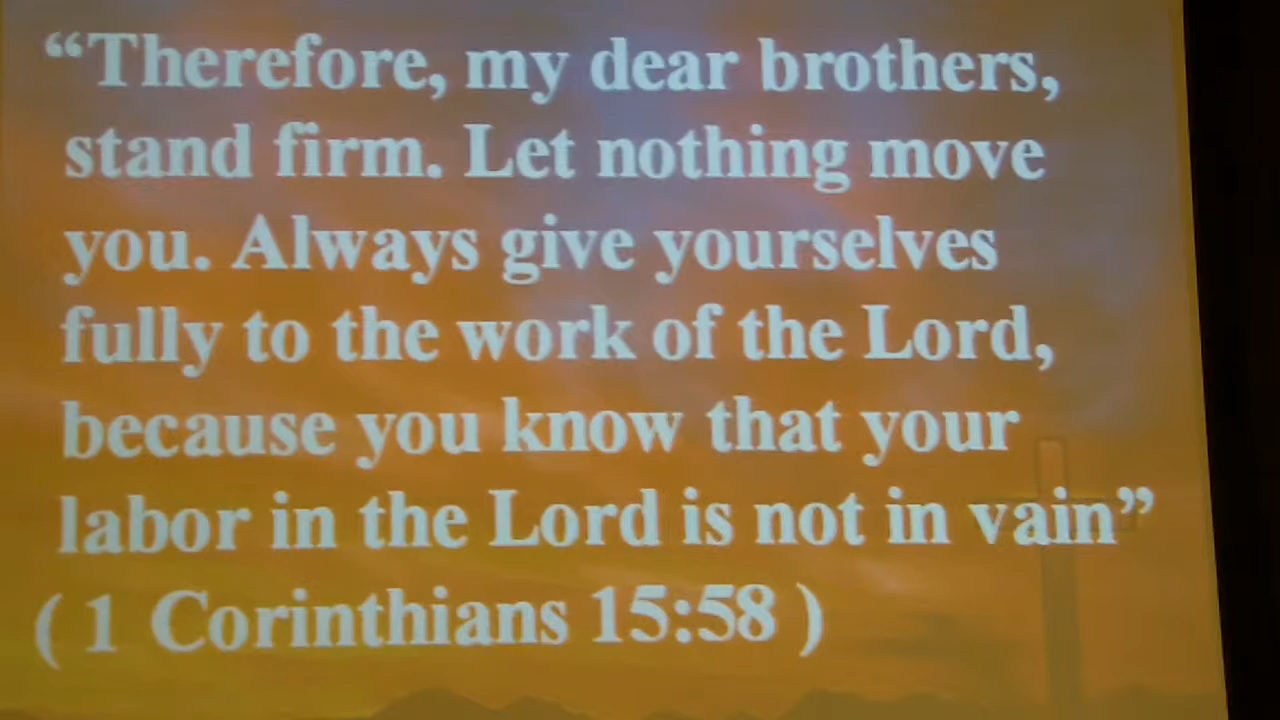 “Therefore, my dear brothers,
stand firm. Let nothing move
you. Always give yourselves
fully to the work of the Lord,
because you know that your
labor in the Lord is not in vain”
( 1 Corinthians 15:58 )